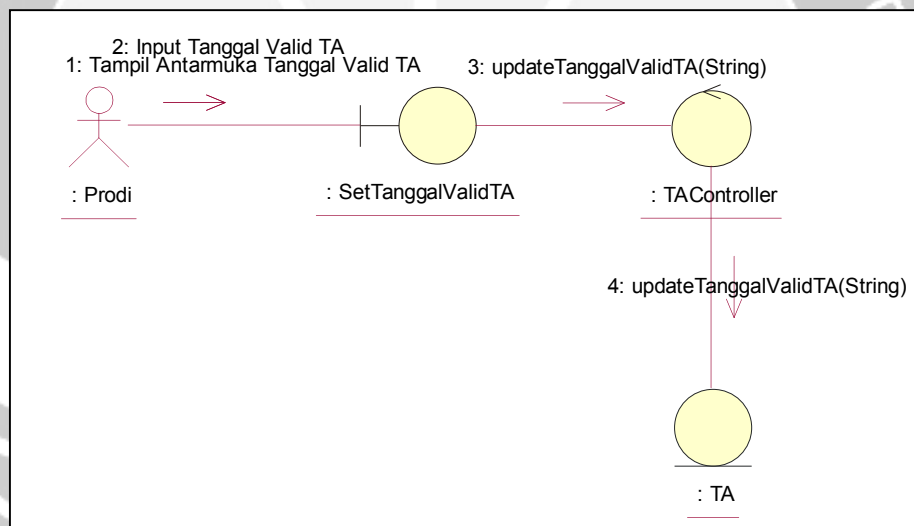 2: Input Tanggal Valid TA
1: Tampil Antarmuka Tanggal Valid TA
3: updateTanggalValidTA(String)
: Prodi
: SetTanggalValidTA
: TAController
4: updateTanggalValidTA(String)
: TA